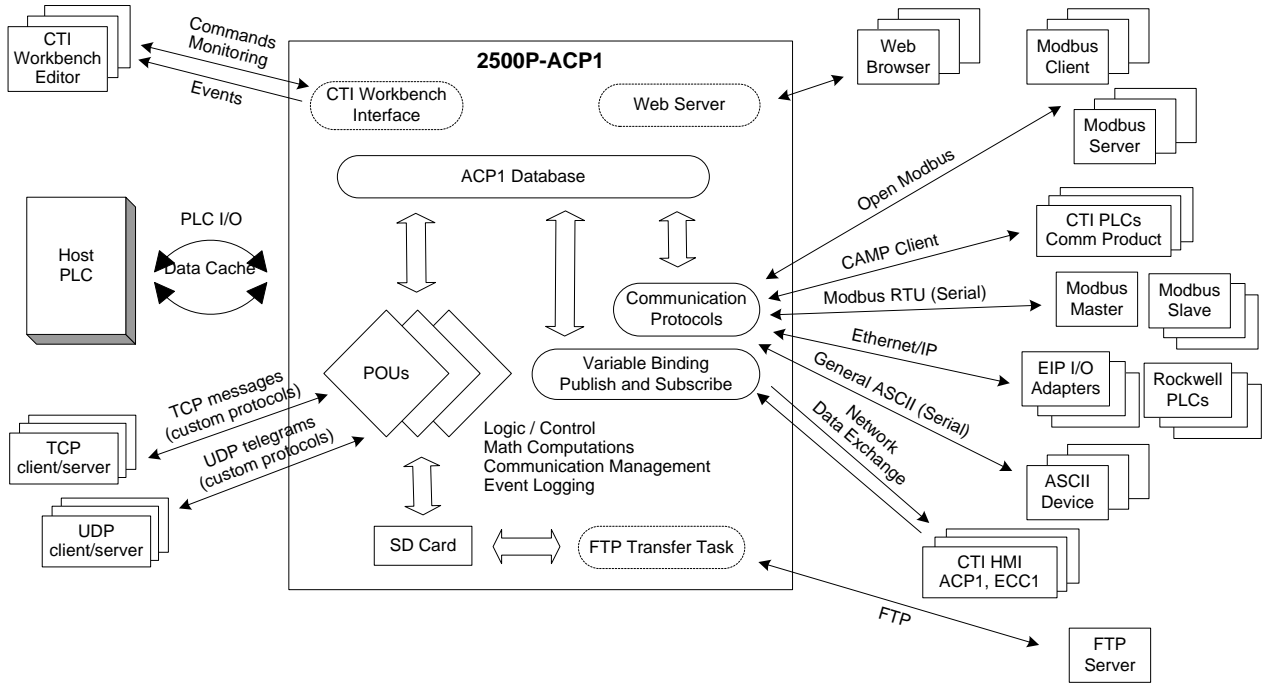 CTI
Workbench
Editor
Commands
Monitoring
Events
2500P-ACP1
CTI Workbench
Interface
Web Server
Web
Browser
Modbus
Client
Modbus
Server
ACP1 Database
Open Modbus
Host
PLC
PLC I/O
Data Cache
CTI PLCs
Comm Product
CAMP Client
Communication
Protocols
Modbus RTU (Serial)
Modbus
Master
Modbus
Slave
Ethernet/IP
POUs
Variable Binding
Publish and Subscribe
General ASCII (Serial)
EIP I/O
Adapters
Rockwell
PLCs
TCP messages
(custom protocols)
UDP telegrams
(custom protocols)
TCP
client/server
UDP
client/server
Logic / Control
Math Computations
Communication Management
Event Logging
Network
Data Exchange
ASCII
Device
SD Card
FTP Transfer Task
CTI HMI
ACP1, ECC1
FTP
FTP
Server